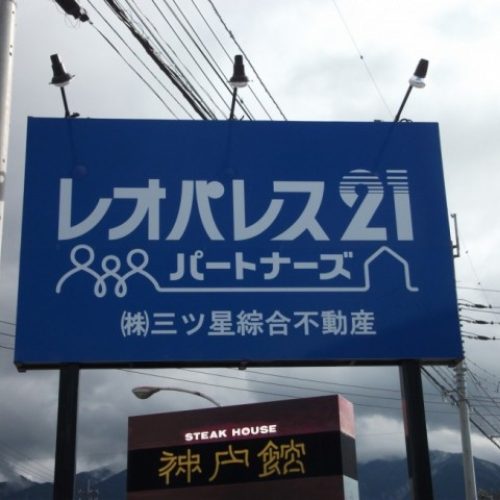 レオパレス21
パートナーズ
㈱三ツ星綜合不動産
STEAK HOUSE
神戸館